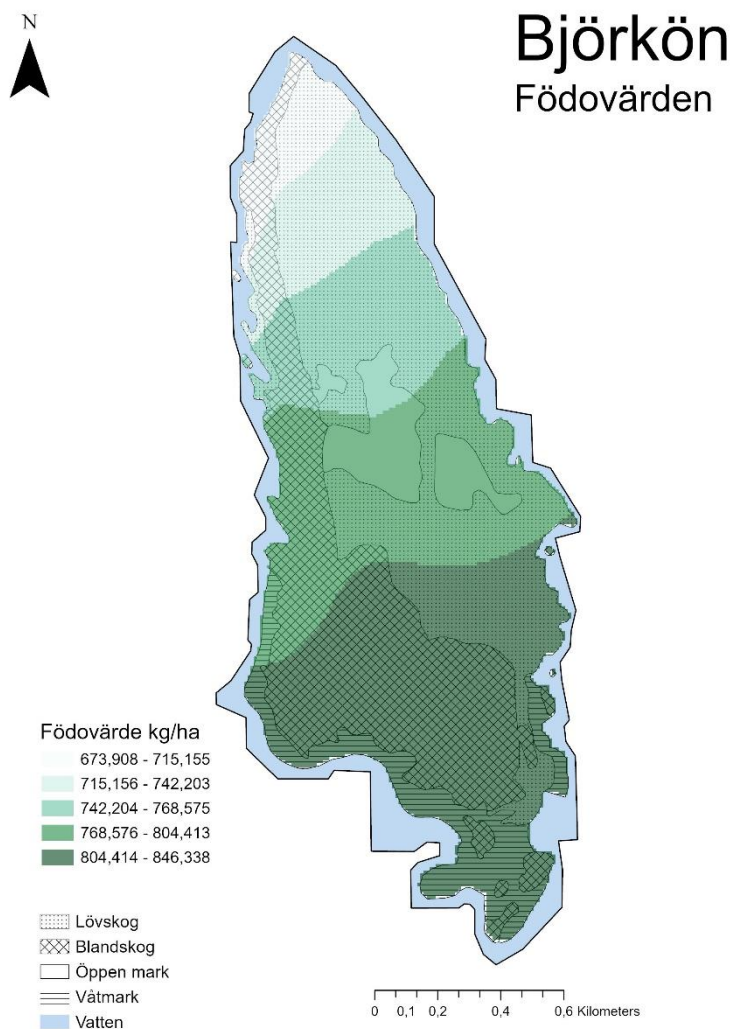 N
Björkön
Födovärden
Födovärde kg/ha
673,908 - 715,155
715,156 - 742,203
742,204 - 768,575
768,576 - 804,413
804,414 - 846,338
Lövskog
Blandskog
Öppen mark
Våtmark
Vatten
0 0,1 0,2 0,4 0,6 Kilometers